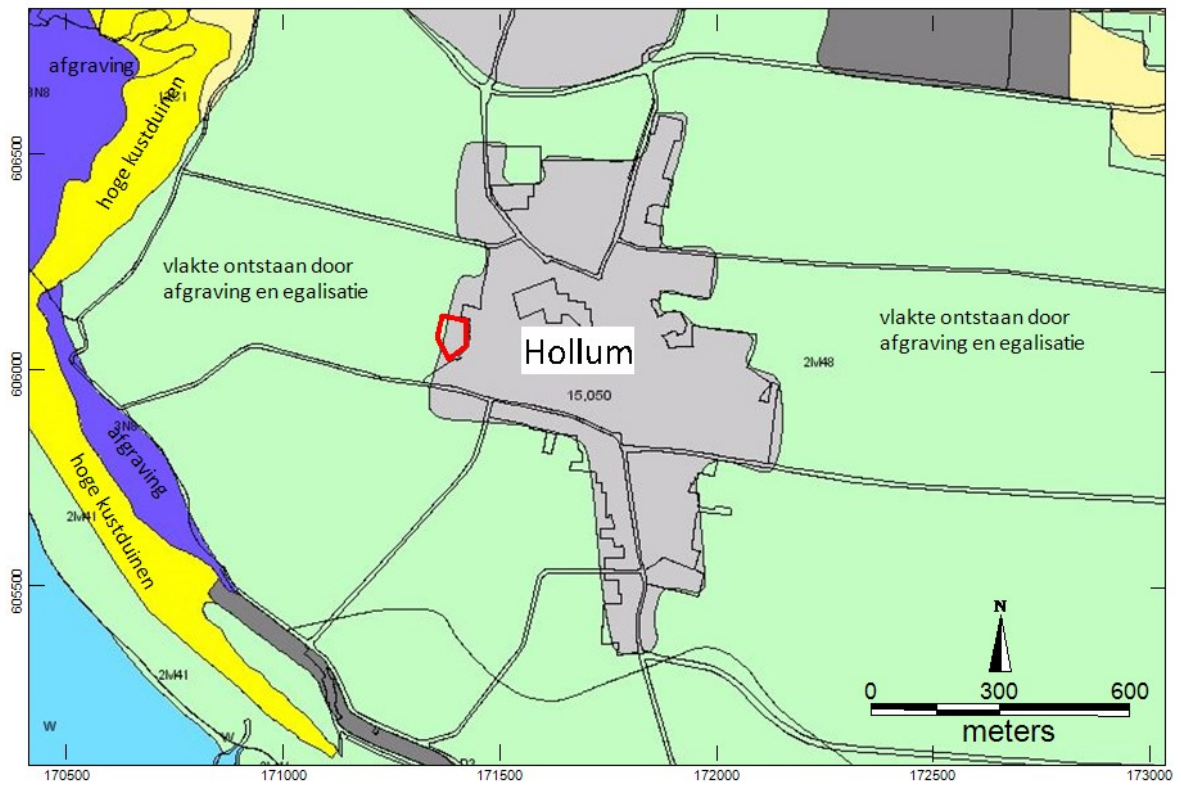 afgraving
3N8
hoge kustduinen
606500
vlakte ontstaan door
afgraving en egalisatie
vlakte ontstaan door
afgraving en egalisatie
Hollum
2M48
606000
15,050
3N8
afgraving
hoge kustduinen
2M41
605500
N
2M41
0 300 600
meters
W
W
170500 171000 171500 172000 172500 173000